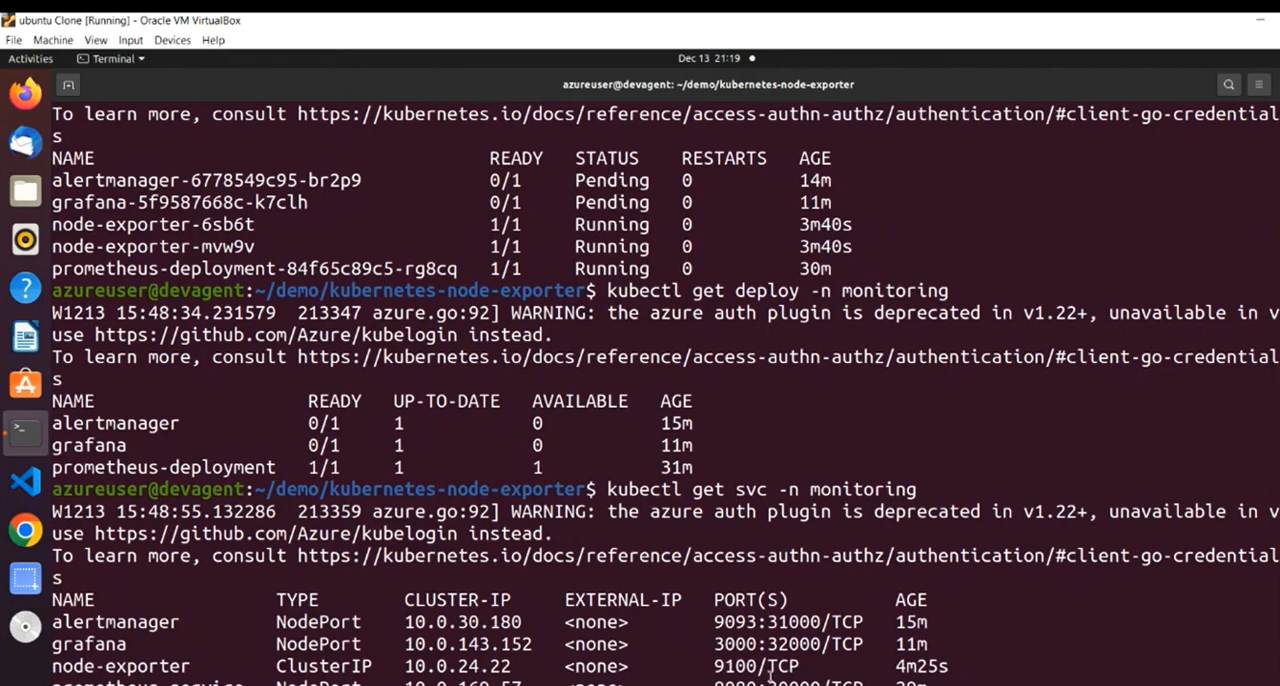 ubuntu Clone [Running] - Oracle VM VirtualBox
File Machine View Input Devices Help
Activities Terminal Dec 13 21:19
azureuser@devagent: ~/demo/kubernetes-node-exporter
To learn more, consult https://kubernetes.io/docs/reference/access-authn-authz/authentication/#client-go-credential
s
NAME READY STATUS RESTARTS AGE
alertmanager-6778549c95-br2p9 0/1 Pending 0 14m
grafana-5f9587668c-k7clh 0/1 Pending 0 11m
node-exporter-6sb6t 1/1 Running 0 3m40s
node-exporter-mvw9v 1/1 Running 0 3m40s
prometheus-deployment-84f65c89c5-rg8cq 1/1 Running 0 30m
azureuser@devagent:~/demo/kubernetes-node-exporter$ kubectl get deploy -n monitoring
W1213 15:48:34.231579 213347 azure.go:92] WARNING: the azure auth plugin is deprecated in v1.22+, unavailable in v
use https://github.com/Azure/kubelogin instead.
To learn more, consult https://kubernetes.io/docs/reference/access-authn-authz/authentication/#client-go-credential
s
NAME READY UP-TO-DATE AVAILABLE AGE
alertmanager 0/1 1 0 15m
grafana 0/1 1 0 11m
prometheus-deployment 1/1 1 1 31m
azureuser@devagent:~/demo/kubernetes-node-exporter$ kubectl get svc -n monitoring
W1213 15:48:55.132286 213359 azure.go:92] WARNING: the azure auth plugin is deprecated in v1.22+, unavailable in v
use https://github.com/Azure/kubelogin instead.
To learn more, consult https://kubernetes.io/docs/reference/access-authn-authz/authentication/#client-go-credential
s
NAME TYPE CLUSTER-IP EXTERNAL-IP PORT(S) AGE
alertmanager NodePort 10.0.30.180 <none> 9093:31000/TCP 15m
grafana NodePort 10.0.143.152 <none> 3000:32000/TCP 11m
node-exporter ClusterIP 10.0.24.22 <none> 9100/TCP 4m25s